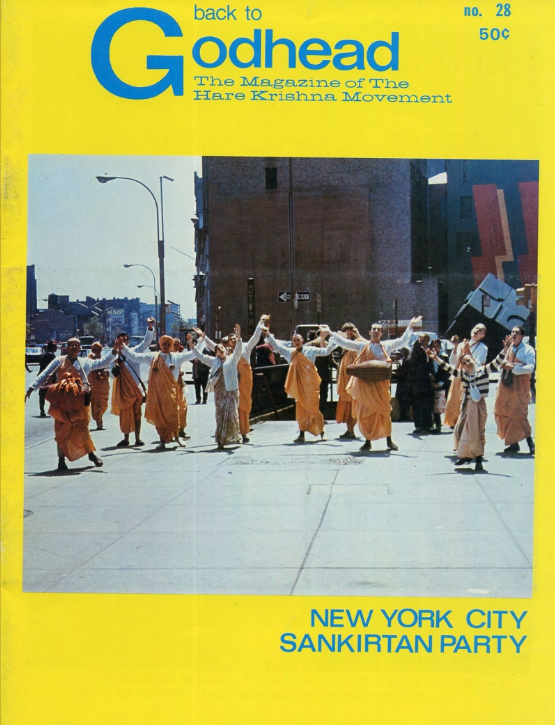 back to
no. 28
Godhead
50¢
The Magazine of The
Hare Krishna Movement
NEW YORK CITY
SANKIRTAN PARTY